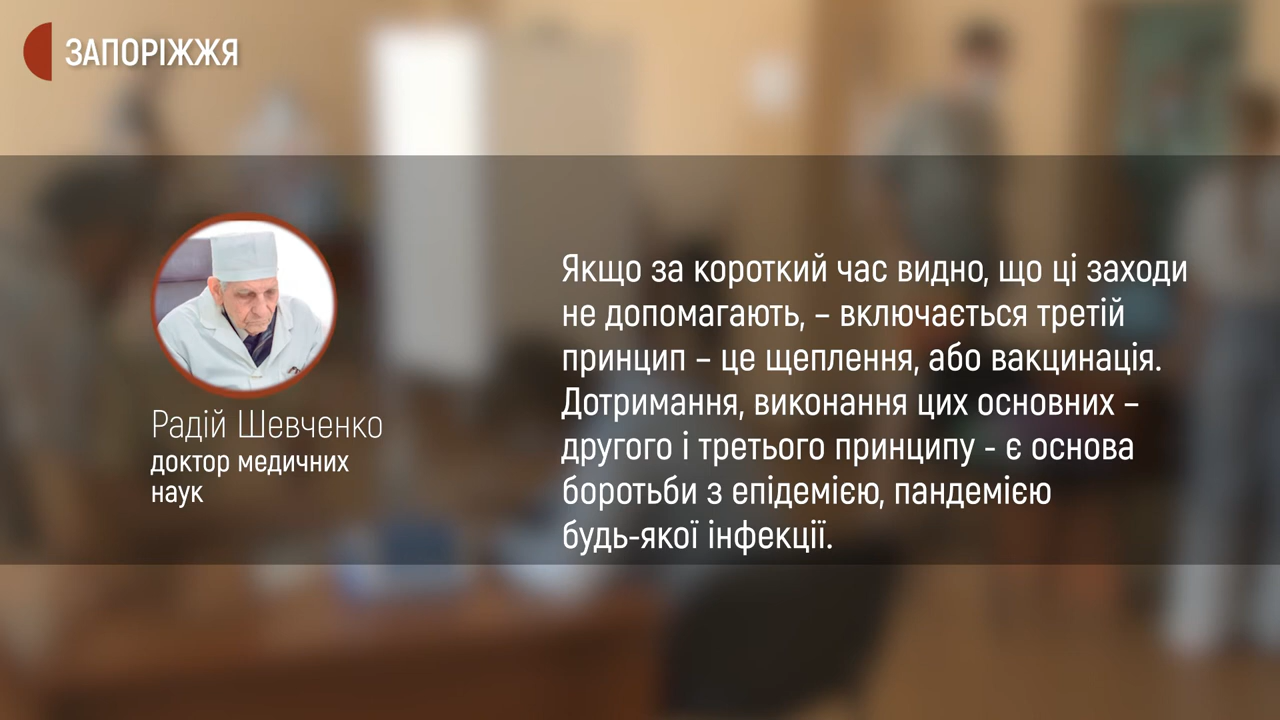 ЗАПОРІЖЖЯ
Радій Шевченко
доктор медичних
наук
Якщо за короткий час видно, що ці заходи
не допомагають, – включається третій
принцип – це щеплення, або вакцинація.
Дотримання, виконання цих основних –
другого і третього принципу - є основа
боротьби з епідемією, пандемією
будь-якої інфекції.